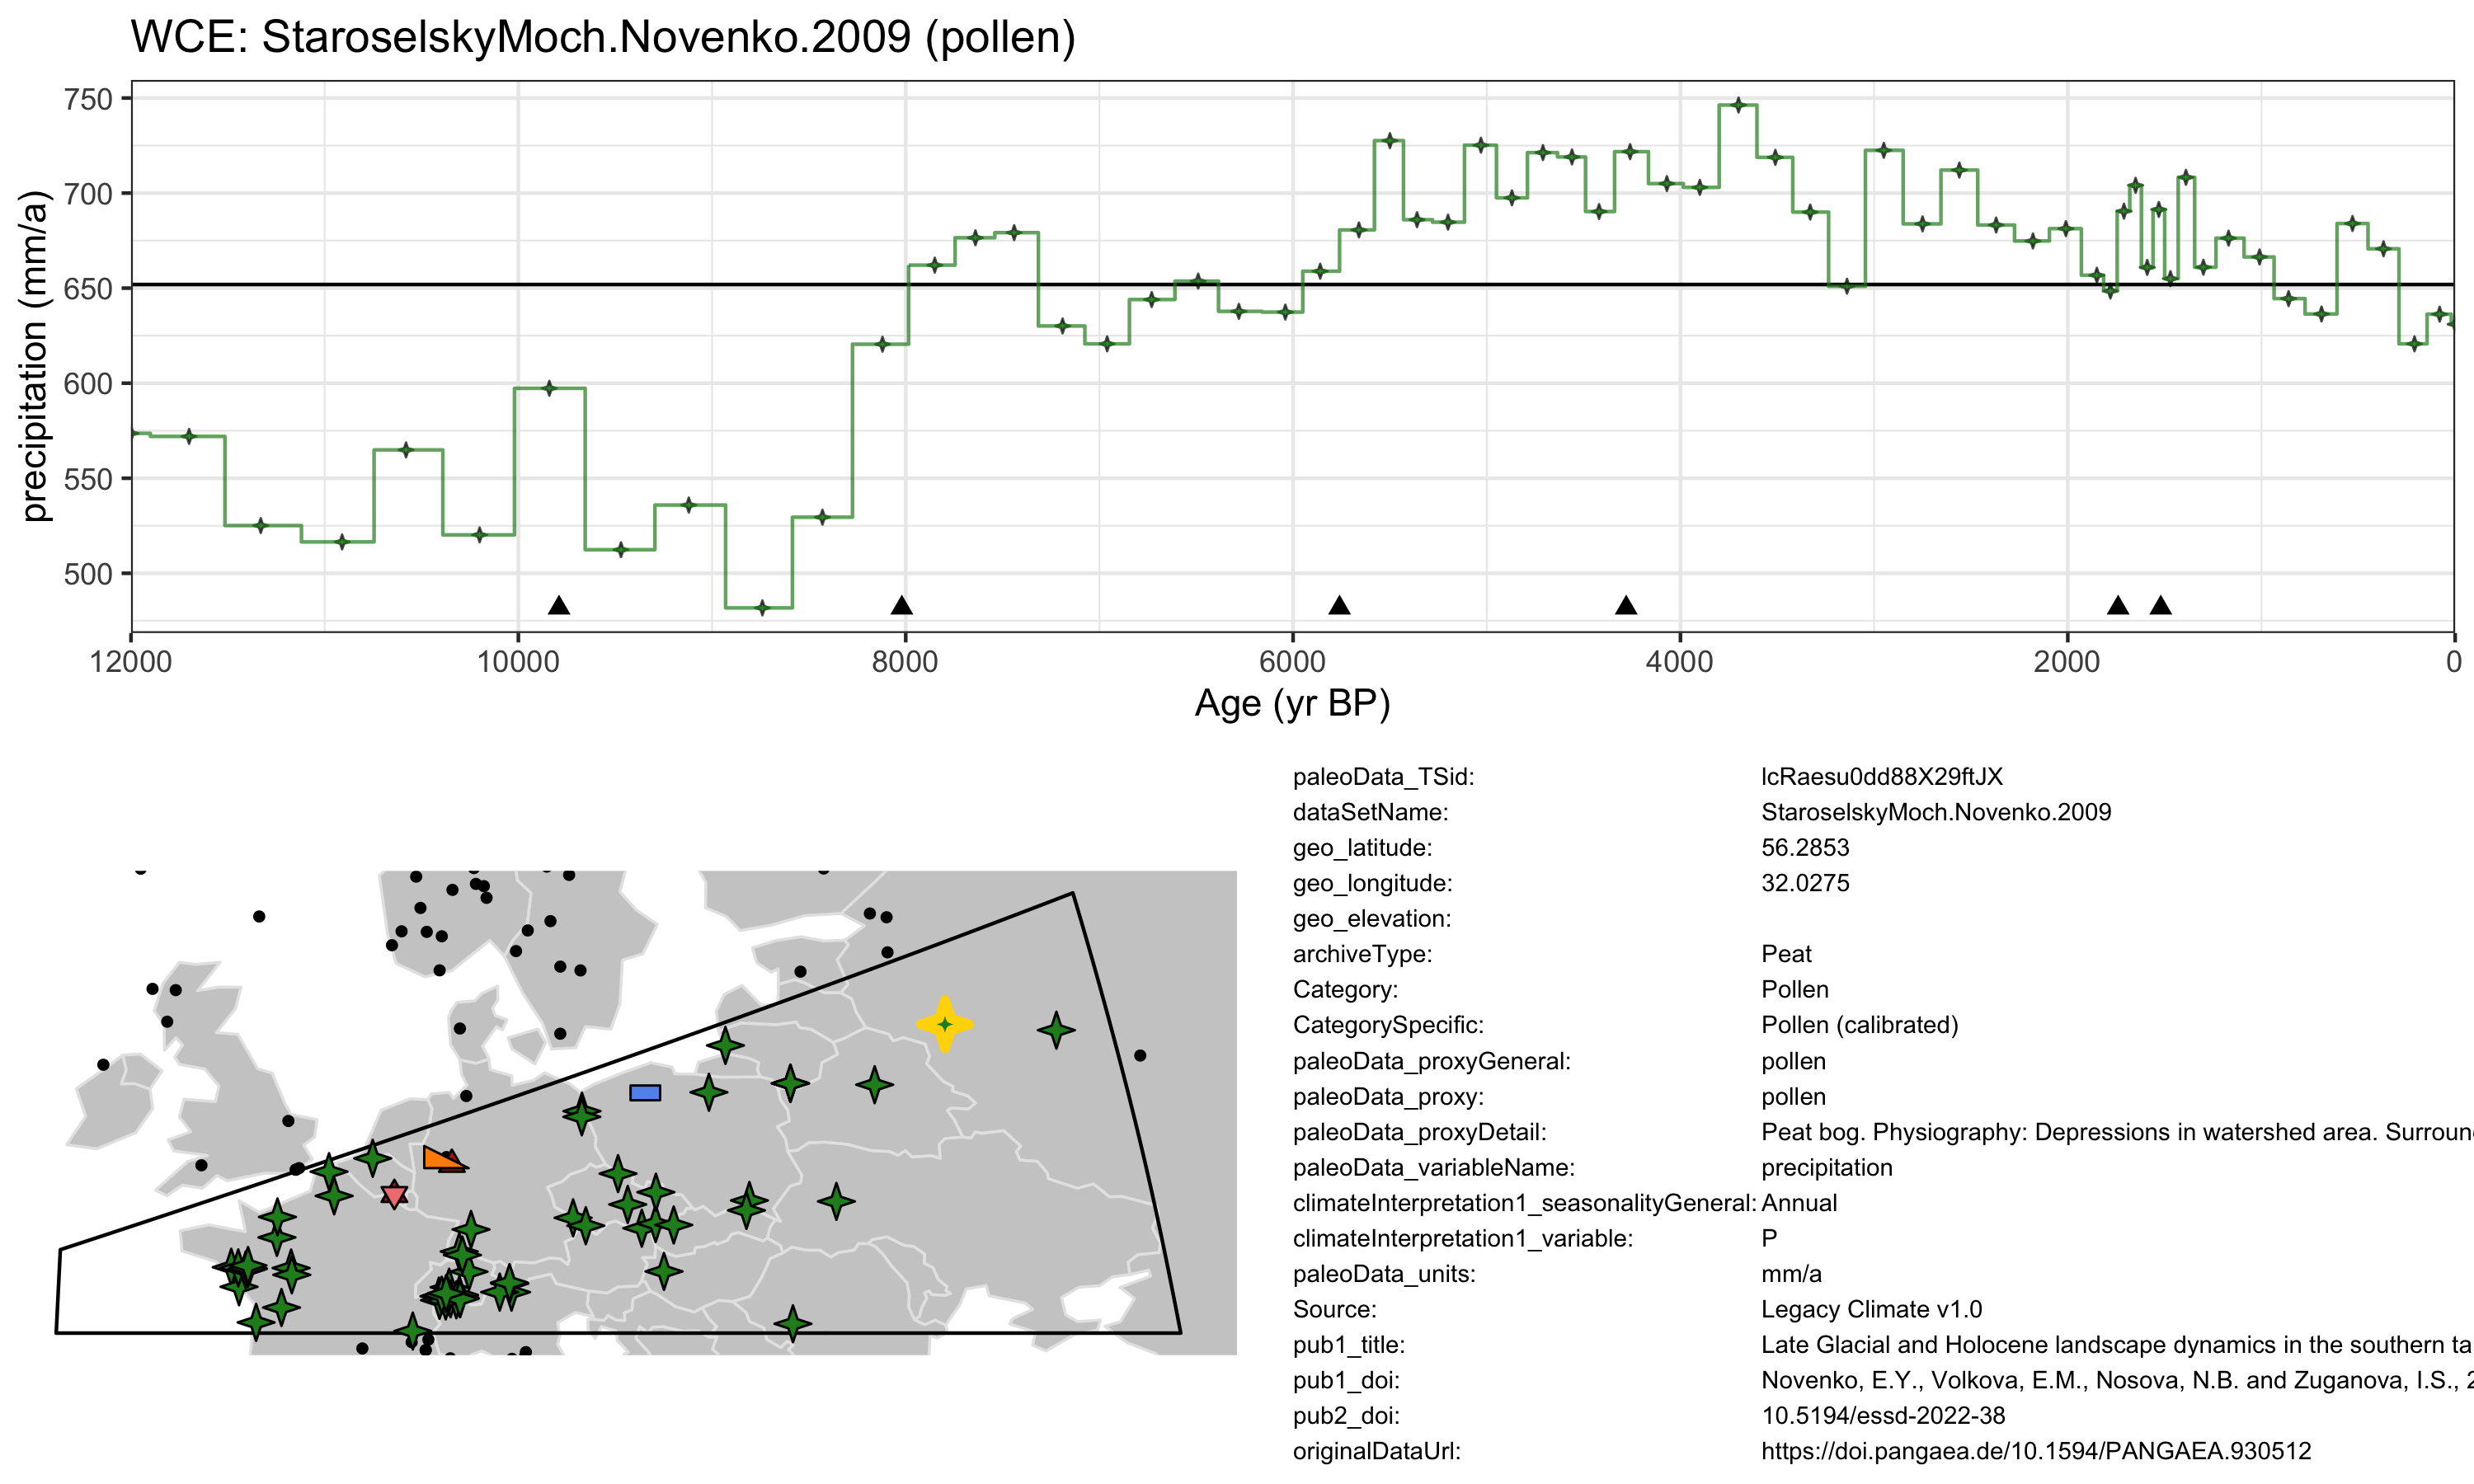 WCE: StaroselskyMoch.Novenko.2009 (pollen)
precipitation (mm/a)
750
700
650
600
550
500
12000 10000 8000 6000 4000 2000 0
Age (yr BP)
paleoData_TSid: lcRaesu0dd88X29ftJX
dataSetName: StaroselskyMoch.Novenko.2009
geo_latitude: 56.2853
geo_longitude: 32.0275
geo_elevation:
archiveType: Peat
Category: Pollen
CategorySpecific: Pollen (calibrated)
paleoData_proxyGeneral: pollen
paleoData_proxy: pollen
paleoData_proxyDetail: Peat bog. Physiography: Depressions in watershed area. Surroun
paleoData_variableName: precipitation
climateInterpretation1_seasonalityGeneral: Annual
climateInterpretation1_variable: P
paleoData_units: mm/a
Source: Legacy Climate v1.0
pub1_title: Late Glacial and Holocene landscape dynamics in the southern ta
pub1_doi: Novenko, E.Y., Volkova, E.M., Nosova, N.B. and Zuganova, I.S., 2
pub2_doi: 10.5194/essd-2022-38
originalDataUrl: https://doi.pangaea.de/10.1594/PANGAEA.930512